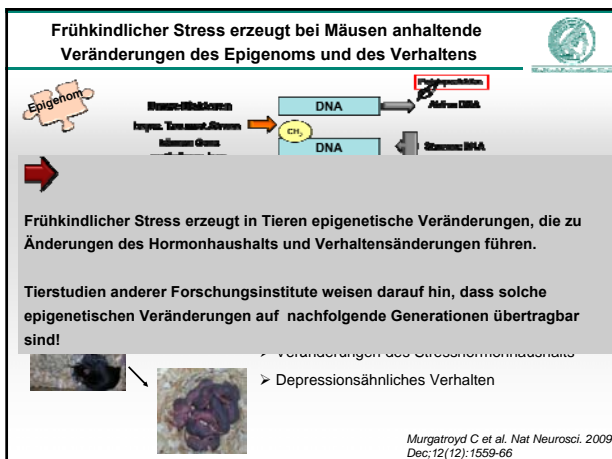 Frühkindlicher Stress erzeugt bei Mäusen anhaltende
Veränderungen des Epigenoms und des Verhaltens
Epigenom
DNA
CH3
DNA
Frühkindlicher Stress erzeugt in Tieren epigenetische Veränderungen, die zu
Änderungen des Hormonhaushalts und Verhaltensänderungen führen.
Tierstudien anderer Forschungsinstitute weisen darauf hin, dass solche
epigenetischen Veränderungen auf nachfolgende Generationen übertragbar
sind!
➢ Veränderungen des Stresshormonhaushalts
➢ Depressionsähnliches Verhalten
Murgatroyd C et al. Nat Neurosci. 2009
Dec;12(12):1559-66